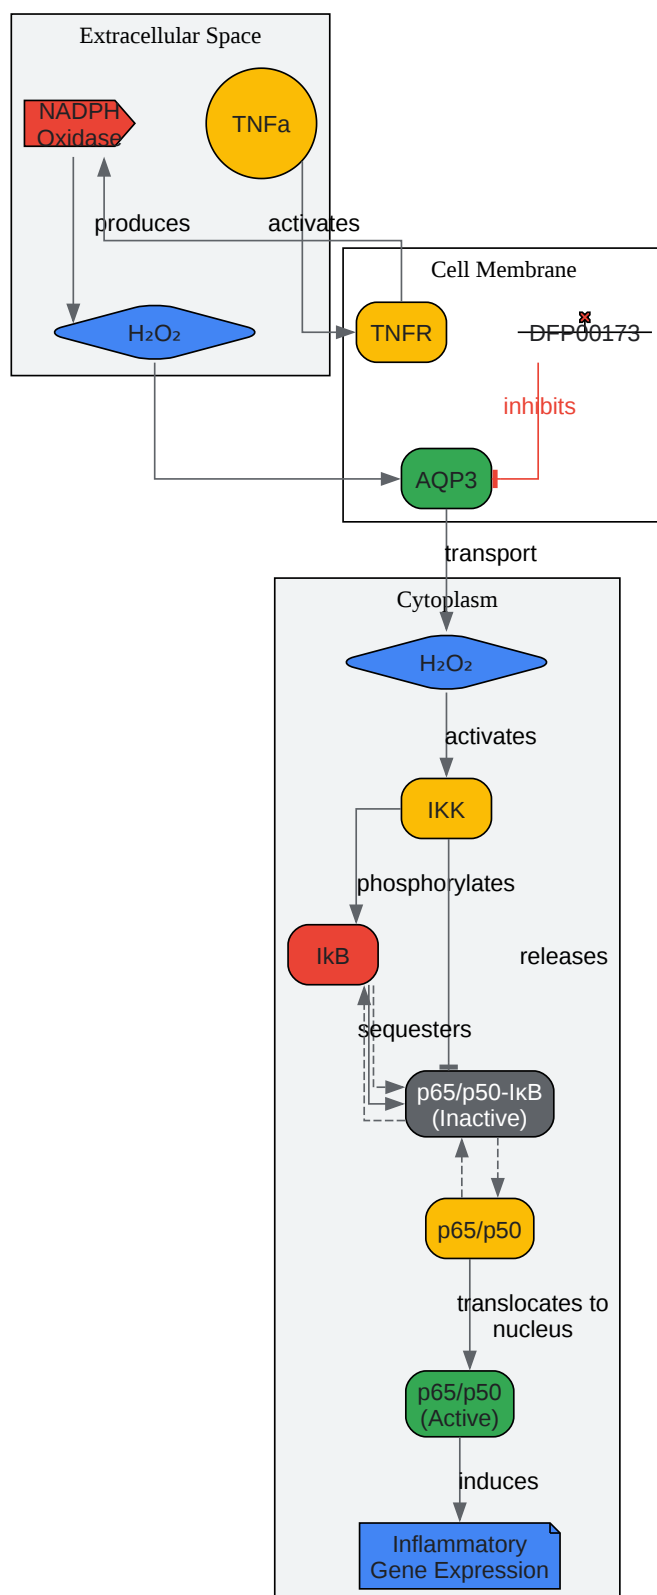 Extracellular Space
NADPH
Oxidase
TNFa
produces
activates
Cell Membrane
H₂O₂
TNFR
DFP00173
inhibits
AQP3
transport
Cytoplasm
H₂O₂
activates
IKK
phosphorylates
IkB
releases
sequesters
p65/p50-IκB
(Inactive)
p65/p50
translocates to
nucleus
p65/p50
(Active)
induces
Inflammatory
Gene Expression